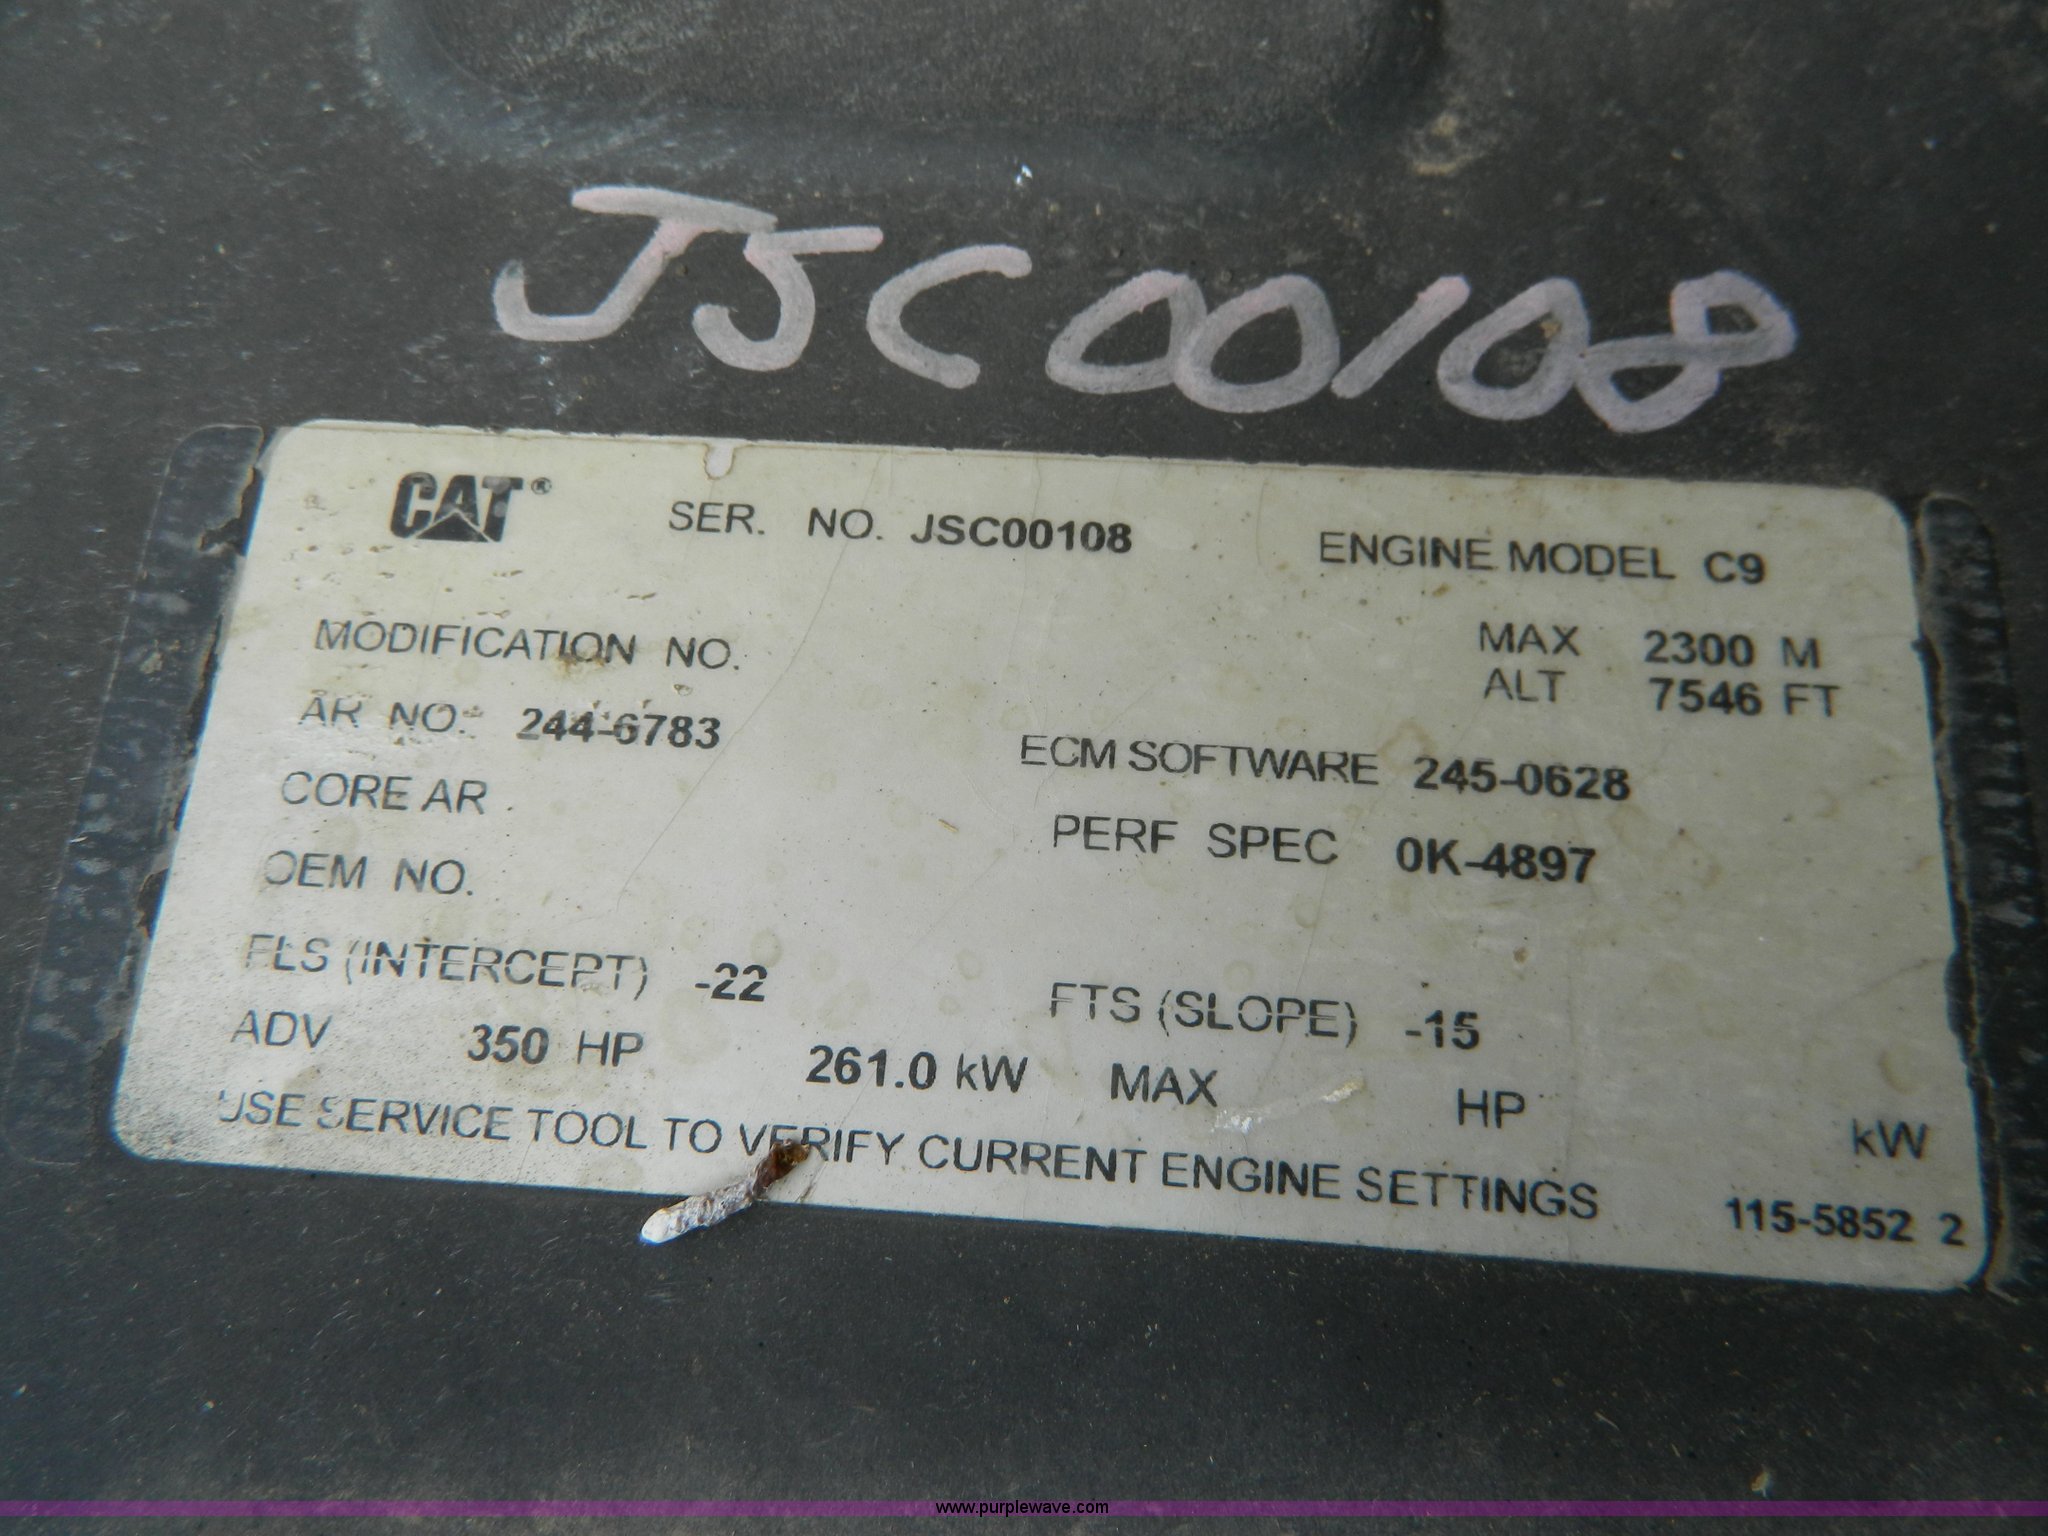 JSC00108
CAT® SER. NO. JSC00108 ENGINE MODEL C9
MODIFICATION NO. MAX 2300 M
ALT 7546 FT
AR NO. 244-6783
ECM SOFTWARE 245-0628
CORE AR
PERF SPEC 0K-4897
OEM NO.
FLS (INTERCEPT) -22 FTS (SLOPE) -15
ADV 350 HP 261.0 kW MAX HP kW
USE SERVICE TOOL TO VERIFY CURRENT ENGINE SETTINGS 115-5852 2
www.purplewave.com